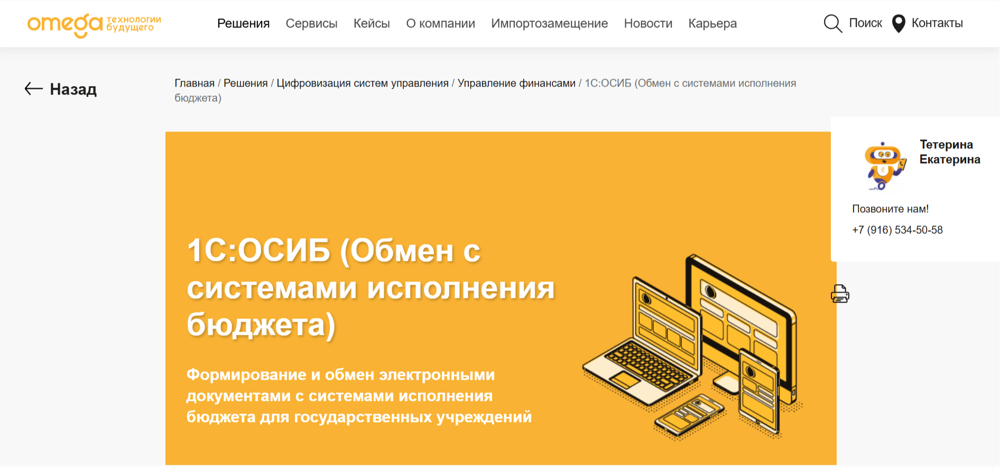 omega технологии будущего
Решения Сервисы Кейсы О компании Импортозамещение Новости Карьера Поиск Контакты
Назад
Главная / Решения / Цифровизация систем управления / Управление финансами / 1С:ОСИБ (Обмен с системами исполнения
бюджета)
Тетерина
Екатерина
Позвоните нам!
+7 (916) 534-50-58
1С:ОСИБ (Обмен с
системами исполнения
бюджета)
Формирование и обмен электронными
документами с системами исполнения
бюджета для государственных учреждений